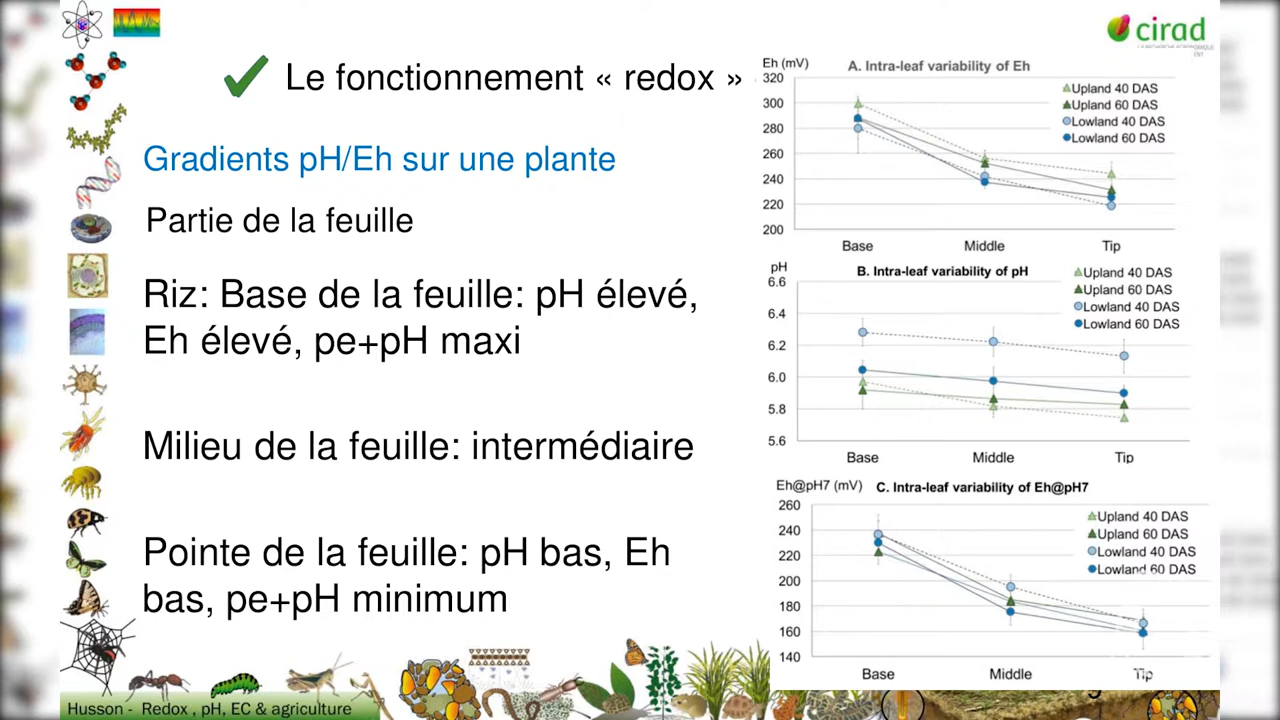 cirad
Le fonctionnement « redox »
Gradients pH/Eh sur une plante
Partie de la feuille
Riz: Base de la feuille: pH élevé,
Eh élevé, pe+pH maxi
Milieu de la feuille: intermédiaire
Pointe de la feuille: pH bas, Eh
bas, pe+pH minimum
Eh (mV)
A. Intra-leaf variability of Eh
320
300
280
260
240
220
200
Upland 40 DAS
Upland 60 DAS
Lowland 40 DAS
Lowland 60 DAS
Base Middle Tip
pH
B. Intra-leaf variability of pH
6.6
6.4
6.2
6.0
5.8
5.6
Upland 40 DAS
Upland 60 DAS
Lowland 40 DAS
Lowland 60 DAS
Base Middle Tip
Eh@pH7 (mV)
C. Intra-leaf variability of Eh@pH7
260
240
220
200
180
160
140
Upland 40 DAS
Upland 60 DAS
Lowland 40 DAS
Lowland 60 DAS
Base Middle Tip
Husson - Redox , pH, EC & agriculture